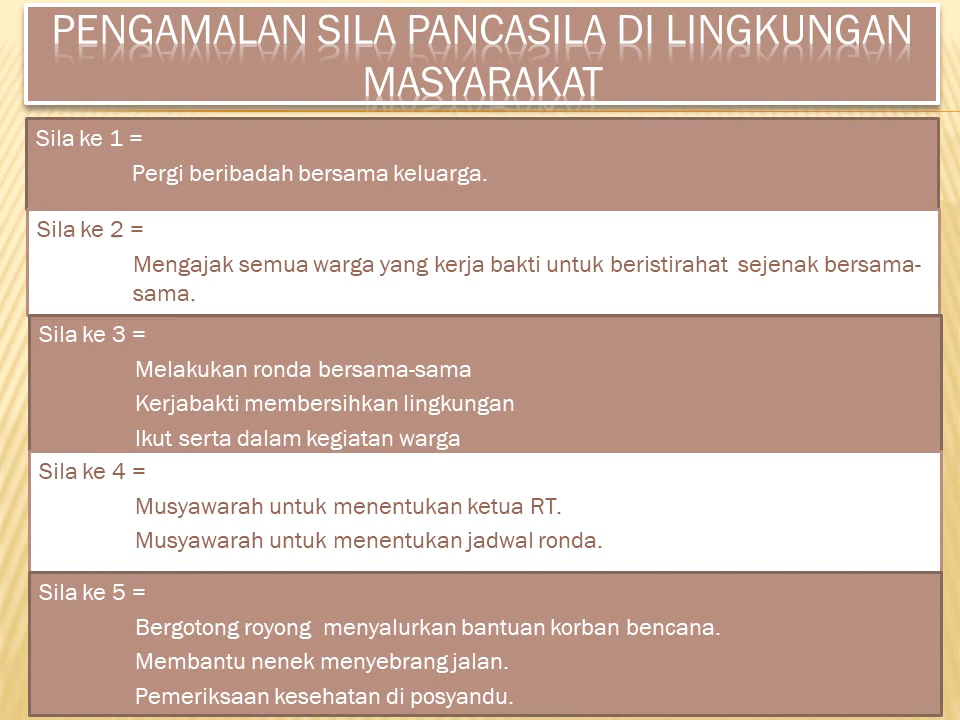 PENGAMALAN SILA PANCASILA DI LINGKUNGAN
MASYARAKAT
Sila ke 1 =
Pergi beribadah bersama keluarga.
Sila ke 2 =
Mengajak semua warga yang kerja bakti untuk beristirahat  sejenak bersama-
sama.
Sila ke 3 =
Melakukan ronda bersama-sama
Kerjabakti membersihkan lingkungan
Ikut serta dalam kegiatan warga
Sila ke 4 =
Musyawarah untuk menentukan ketua RT.
Musyawarah untuk menentukan jadwal ronda.
Sila ke 5 =
Bergotong royong  menyalurkan bantuan korban bencana.
Membantu nenek menyebrang jalan.
Pemeriksaan kesehatan di posyandu.